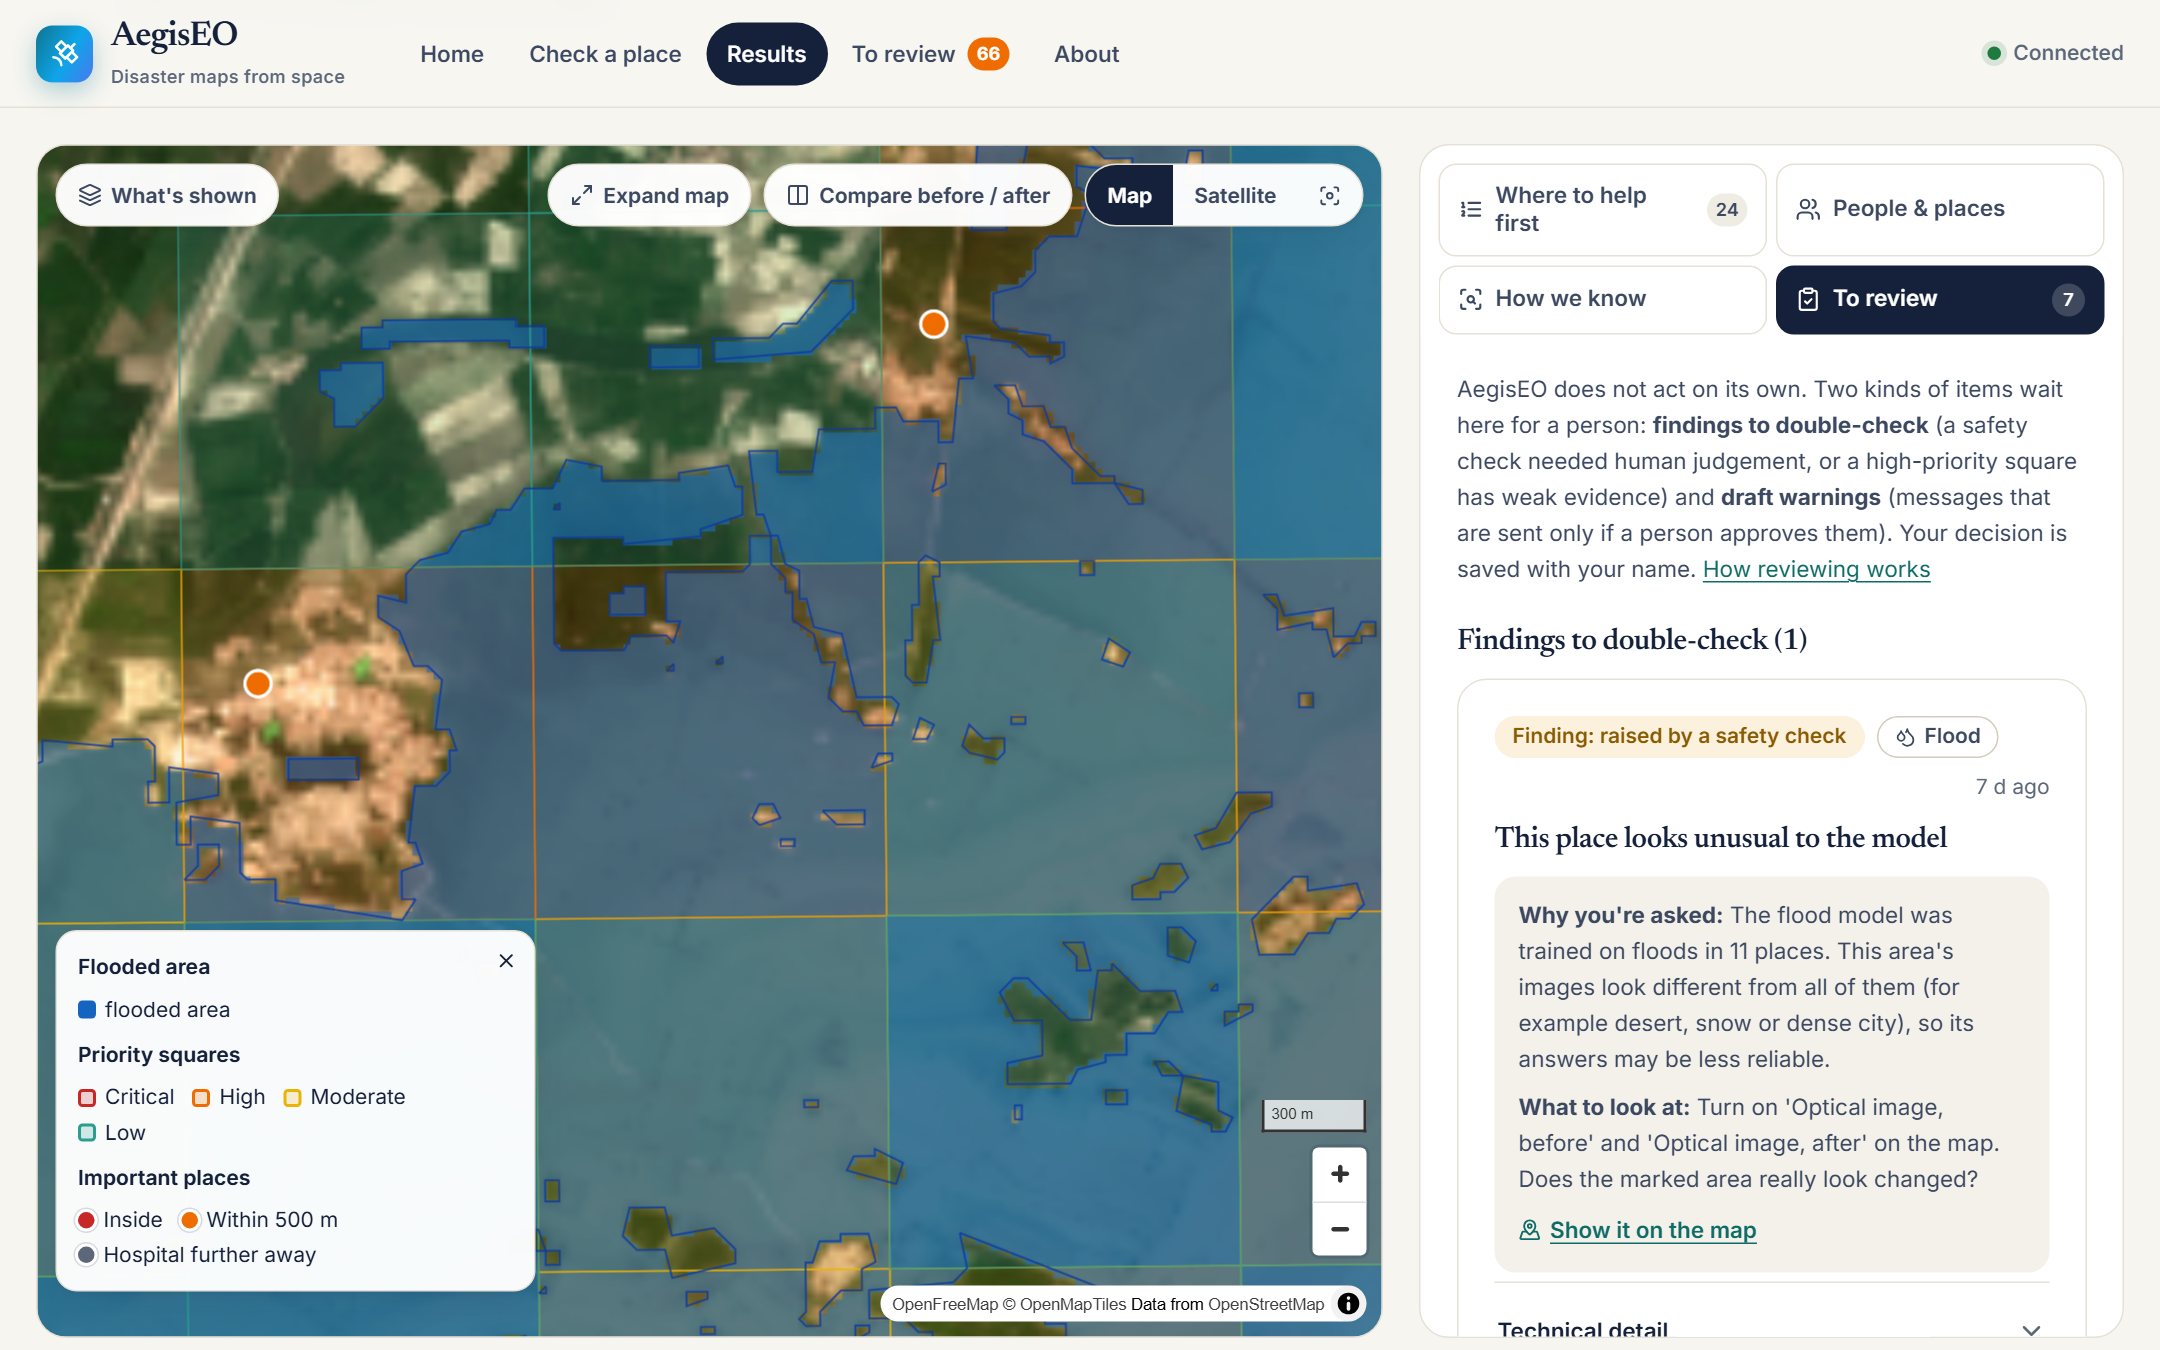 AegisEO
Disaster maps from space
Home
Check a place
Results
To review 66
About
Connected
What's shown
Expand map
Compare before / after
Map
Satellite
Flooded area
flooded area
Priority squares
Critical
High
Moderate
Low
Important places
Inside
Within 500 m
Hospital further away
300 m
+
−
OpenFreeMap © OpenMapTiles Data from OpenStreetMap
Where to help
first
24
People & places
How we know
To review
7
AegisEO does not act on its own. Two kinds of items wait
here for a person: findings to double-check (a safety
check needed human judgement, or a high-priority square
has weak evidence) and draft warnings (messages that
are sent only if a person approves them). Your decision is
saved with your name. How reviewing works
Findings to double-check (1)
Finding: raised by a safety check
Flood
7 d ago
This place looks unusual to the model
Why you're asked: The flood model was
trained on floods in 11 places. This area's
images look different from all of them (for
example desert, snow or dense city), so its
answers may be less reliable.
What to look at: Turn on 'Optical image,
before' and 'Optical image, after' on the map.
Does the marked area really look changed?
Show it on the map
Technical detail